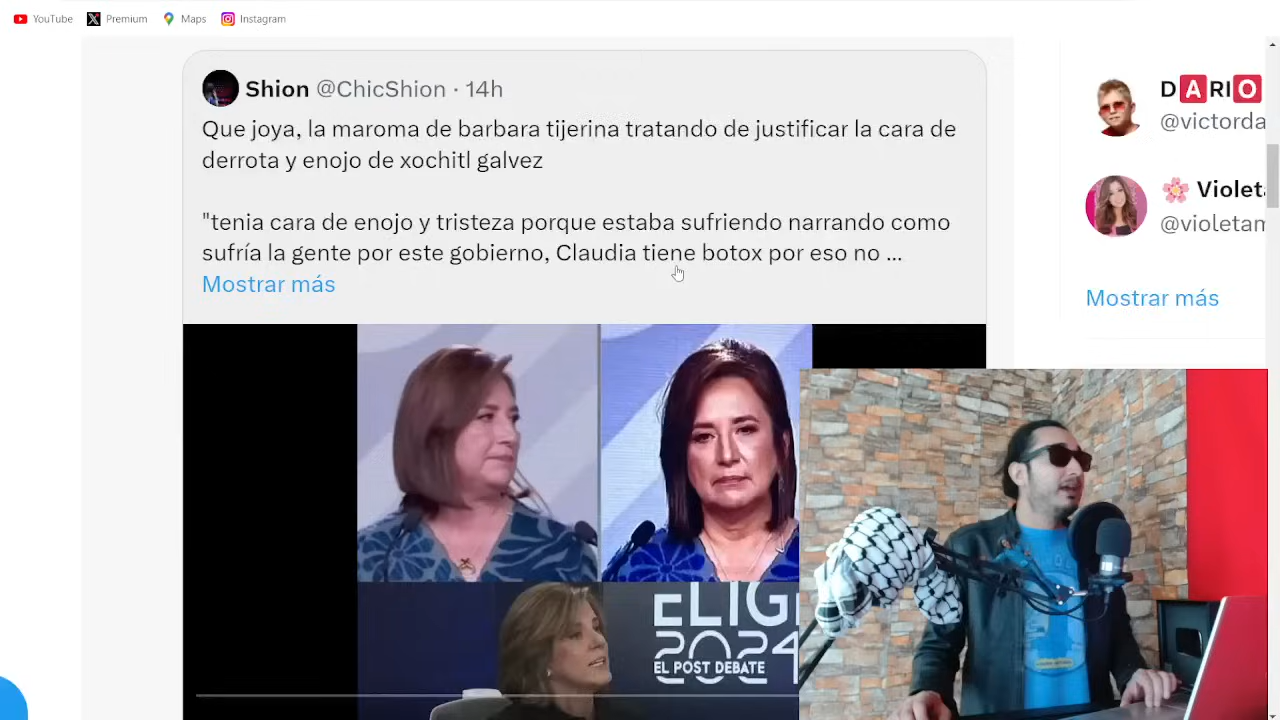 YouTube Premium Maps Instagram
Shion @ChicShion · 14h
Que joya, la maroma de barbara tijerina tratando de justificar la cara de
derrota y enojo de xochitl galvez
"tenia cara de enojo y tristeza porque estaba sufriendo narrando como
sufría la gente por este gobierno, Claudia tiene botox por eso no ...
Mostrar más
ELIG
2024
EL POST DEBATE
DARIO
@victorda
Violeta
@violetam
Mostrar más